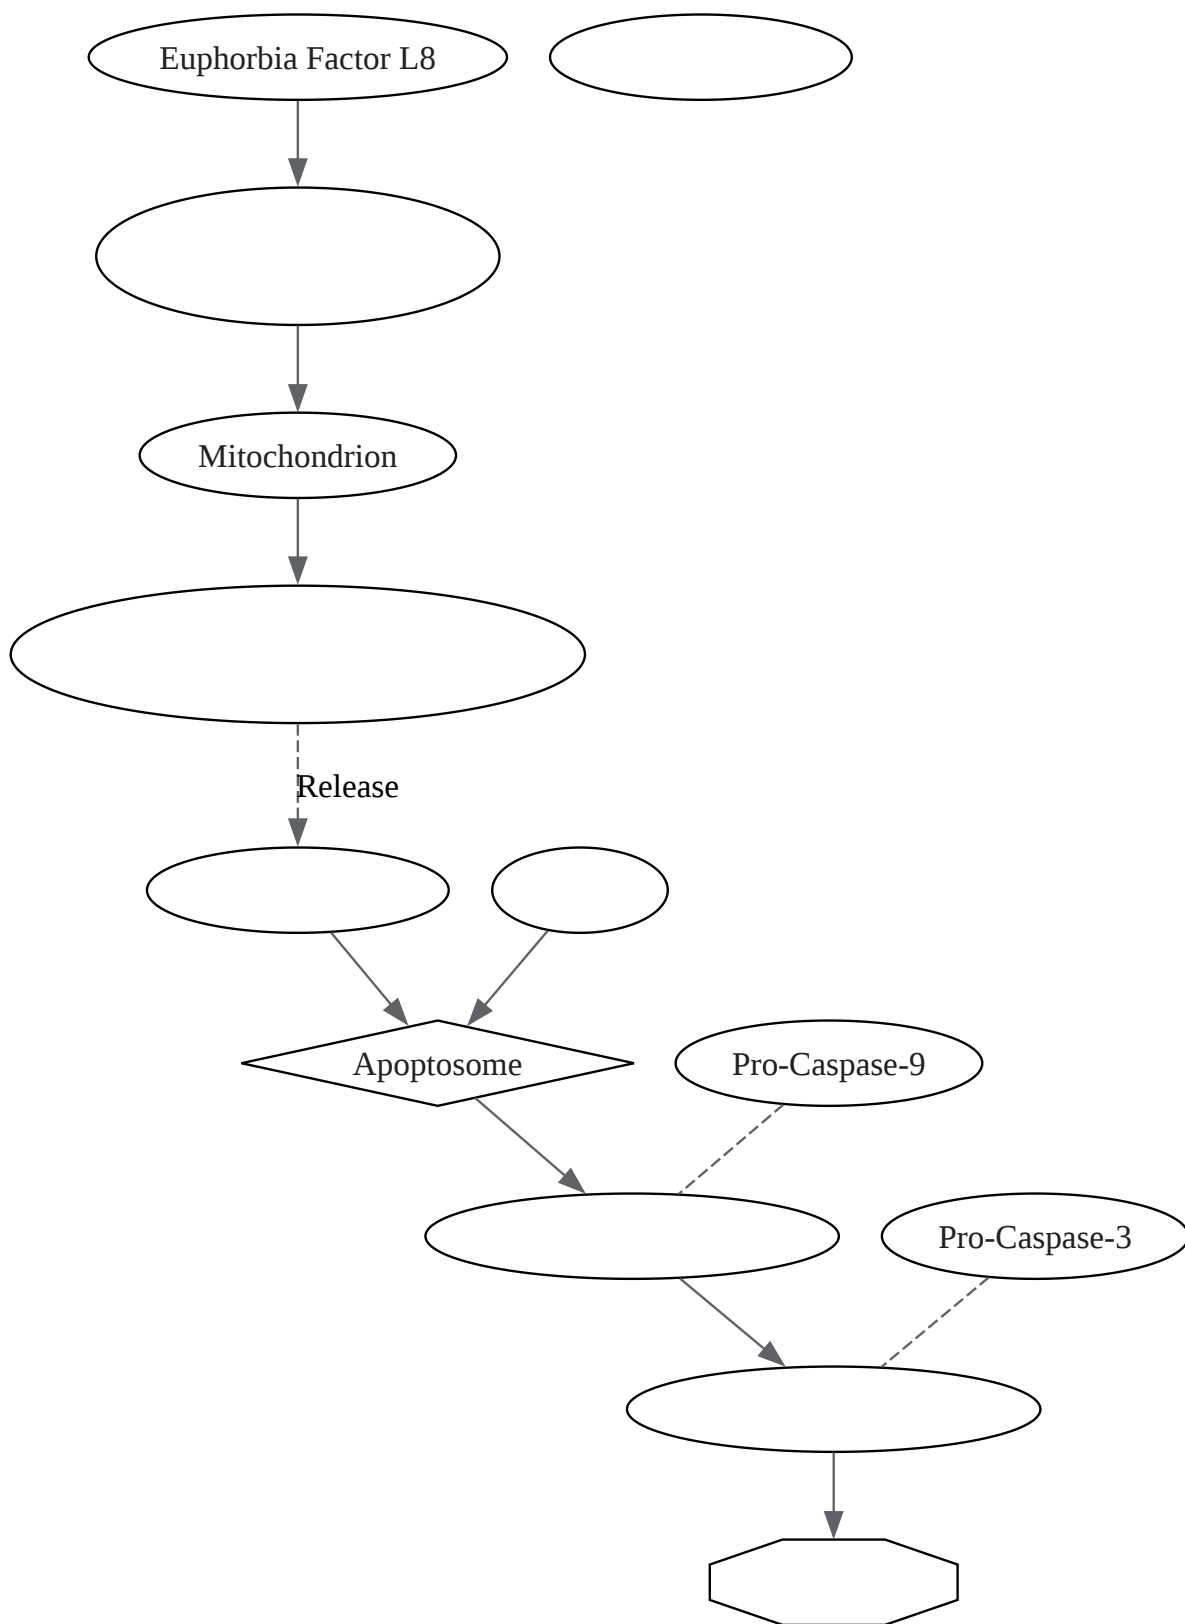 Euphorbia Factor L8
Mitochondrion
Release
Apoptosome
Pro-Caspase-9
Pro-Caspase-3